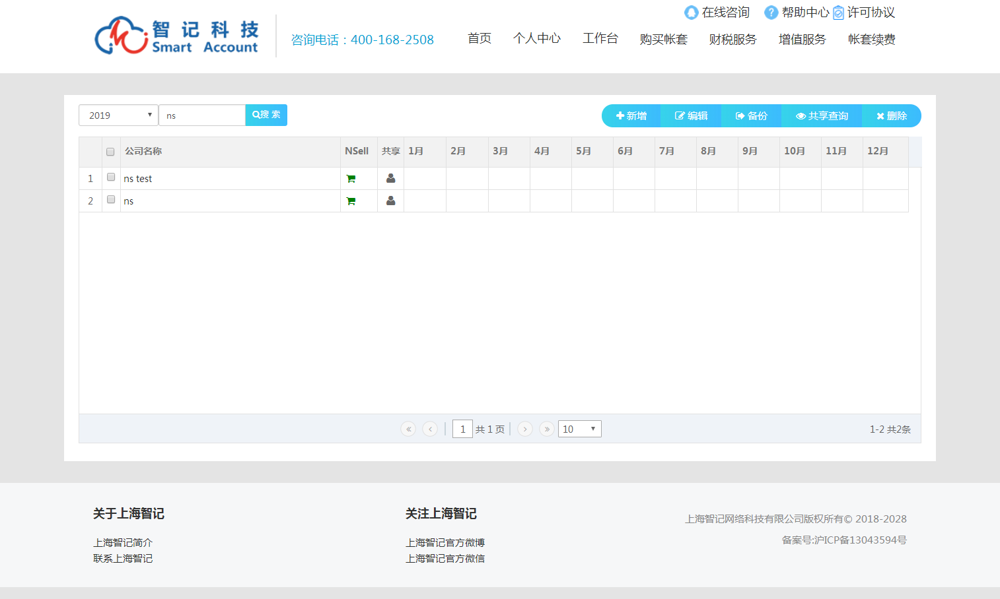 在线咨询 帮助中心 许可协议
智记科技
Smart Account
咨询电话：400-168-2508
首页 个人中心 工作台 购买帐套 财税服务 增值服务 帐套续费
2019 ns 搜 索
新增 编辑 备份 共享查询 删除
公司名称 NSell 共享 1月 2月 3月 4月 5月 6月 7月 8月 9月 10月 11月 12月
1 ns test
2 ns
1 共 1 页 10 1-2 共2条
关于上海智记
上海智记简介
联系上海智记
关注上海智记
上海智记官方微博
上海智记官方微信
上海智记网络科技有限公司版权所有© 2018-2028
备案号:沪ICP备13043594号